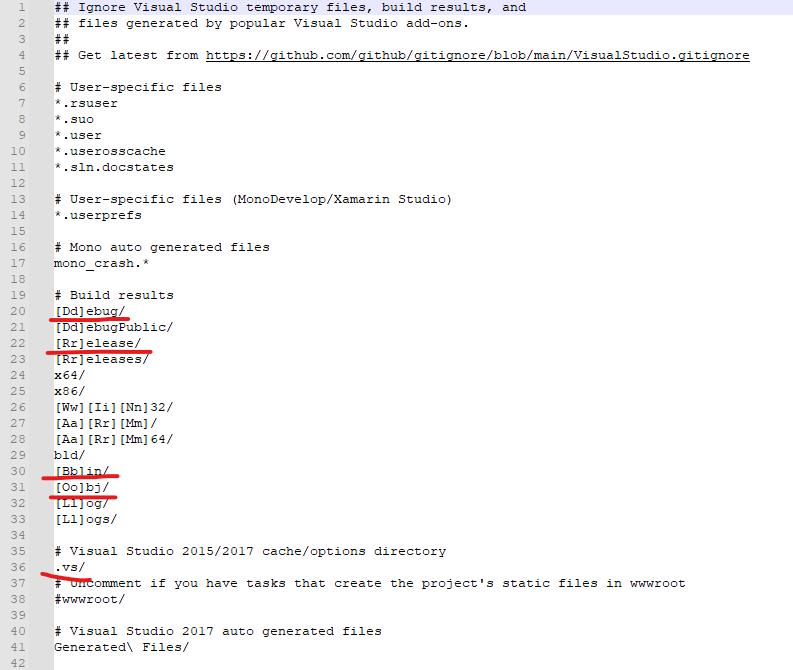 1 ## Ignore Visual Studio temporary files, build results, and
2 ## files generated by popular Visual Studio add-ons.
3 ##
4 ## Get latest from https://github.com/github/gitignore/blob/main/VisualStudio.gitignore
5
6 # User-specific files
7 *.rsuser
8 *.suo
9 *.user
10 *.userosscache
11 *.sln.docstates
12
13 # User-specific files (MonoDevelop/Xamarin Studio)
14 *.userprefs
15
16 # Mono auto generated files
17 mono_crash.*
18
19 # Build results
20 [Dd]ebug/
21 [Dd]ebugPublic/
22 [Rr]elease/
23 [Rr]eleases/
24 x64/
25 x86/
26 [Ww][Ii][Nn]32/
27 [Aa][Rr][Mm]/
28 [Aa][Rr][Mm]64/
29 bld/
30 [Bb]in/
31 [Oo]bj/
32 [Ll]og/
33 [Ll]ogs/
34
35 # Visual Studio 2015/2017 cache/options directory
36 .vs/
37 # Uncomment if you have tasks that create the project's static files in wwwroot
38 #wwwroot/
39
40 # Visual Studio 2017 auto generated files
41 Generated\ Files/
42